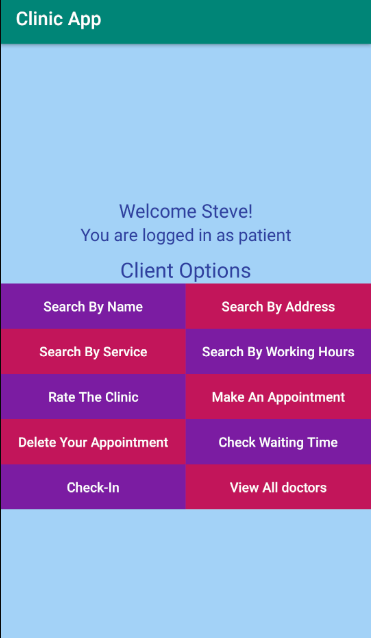 Clinic App
Welcome Steve!
You are logged in as patient
Client Options
Search By Name
Search By Address
Search By Service
Search By Working Hours
Rate The Clinic
Make An Appointment
Delete Your Appointment
Check Waiting Time
Check-In
View All doctors